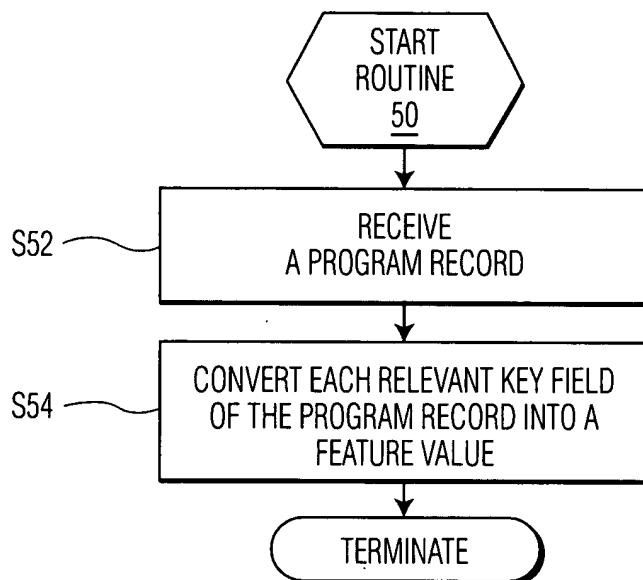 START
ROUTINE
50
S52
RECEIVE
A PROGRAM RECORD
S54
CONVERT EACH RELEVANT KEY FIELD
OF THE PROGRAM RECORD INTO A
FEATURE VALUE
TERMINATE